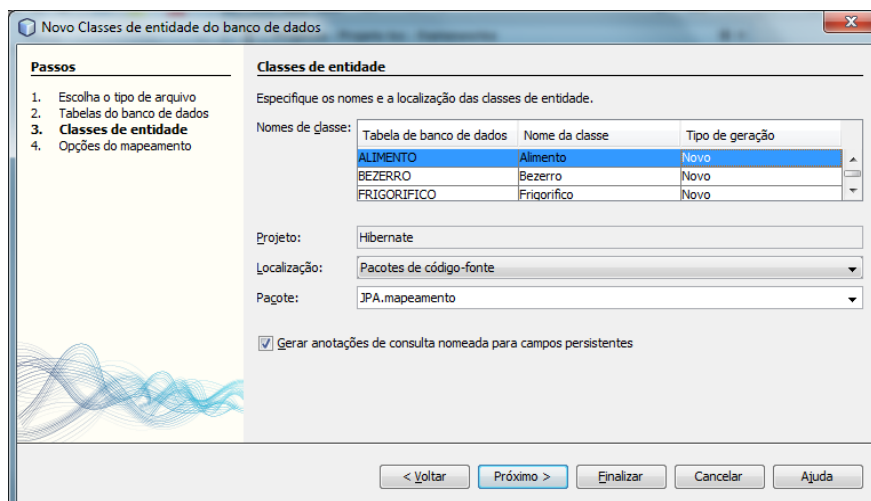 Novo Classes de entidade do banco de dados
Passos
1. Escolha o tipo de arquivo
2. Tabelas do banco de dados
3. Classes de entidade
4. Opções do mapeamento
Classes de entidade
Especifique os nomes e a localização das classes de entidade.
Nomes de classe:
Tabela de banco de dados Nome da classe Tipo de geração
ALIMENTO Alimento Novo
BEZERRO Bezerro Novo
FRIGORIFICO Frigorifico Novo
Projeto: Hibernate
Localização: Pacotes de código-fonte
Pacote: JPA.mapeamento
Gerar anotações de consulta nomeada para campos persistentes
< Voltar Próximo > Finalizar Cancelar Ajuda